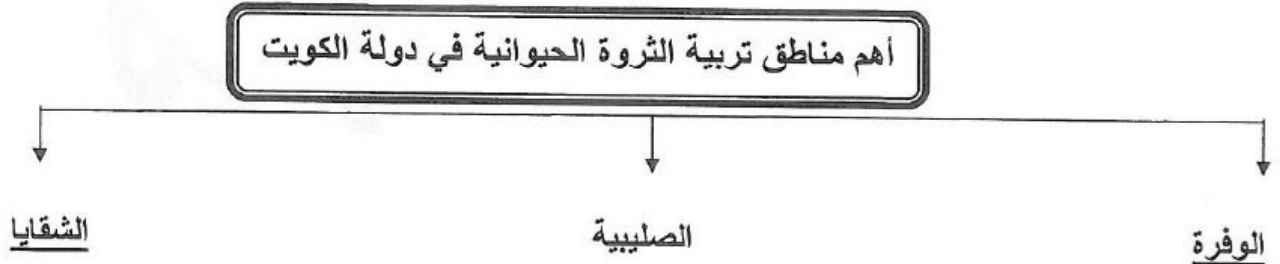 أهم مناطق تربية الثروة الحيوانية في دولة الكويت
الوفرة
الصليبية
الشقايا